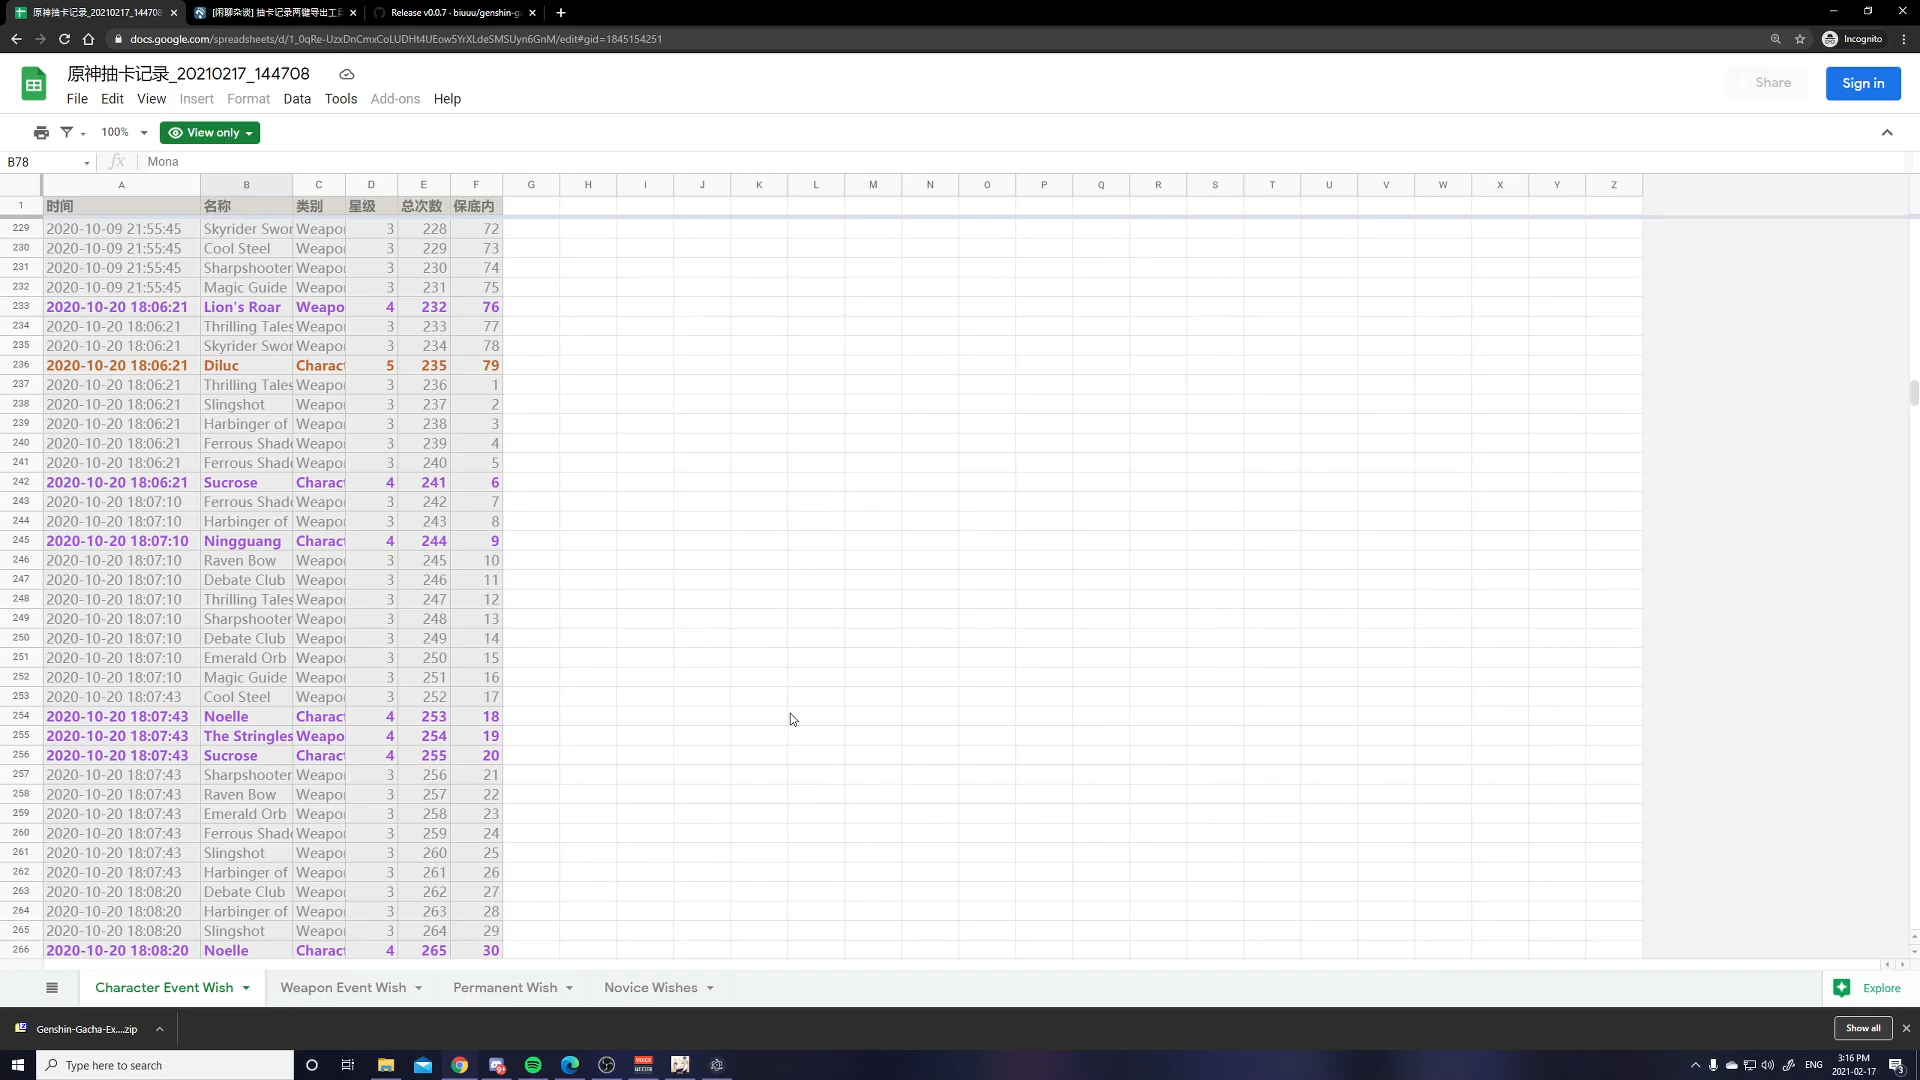 原神抽卡记录_20210217_144708
[闲聊杂谈] 抽卡记录两键导出工具
Release v0.0.7 · biuuu/genshin-g
docs.google.com/spreadsheets/d/1_0qRe-UzxDnCmxCoLUDHt4UEow5YrXLdeSMSUyn6GnM/edit#gid=1845154251
Incognito
原神抽卡记录_20210217_144708
Share
Sign in
File Edit View Insert Format Data Tools Add-ons Help
100% View only
B78 fx Mona
A B C D E F G H I J K L M N O P Q R S T U V W X Y Z
1 时间 名称 类别 星级 总次数 保底内
229 2020-10-09 21:55:45 Skyrider Swor Weapo 3 228 72
230 2020-10-09 21:55:45 Cool Steel Weapo 3 229 73
231 2020-10-09 21:55:45 Sharpshooter Weapo 3 230 74
232 2020-10-09 21:55:45 Magic Guide Weapo 3 231 75
233 2020-10-20 18:06:21 Lion's Roar Weapo 4 232 76
234 2020-10-20 18:06:21 Thrilling Tales Weapo 3 233 77
235 2020-10-20 18:06:21 Skyrider Swor Weapo 3 234 78
236 2020-10-20 18:06:21 Diluc Charact 5 235 79
237 2020-10-20 18:06:21 Thrilling Tales Weapo 3 236 1
238 2020-10-20 18:06:21 Slingshot Weapo 3 237 2
239 2020-10-20 18:06:21 Harbinger of Weapo 3 238 3
240 2020-10-20 18:06:21 Ferrous Shad Weapo 3 239 4
241 2020-10-20 18:06:21 Ferrous Shad Weapo 3 240 5
242 2020-10-20 18:06:21 Sucrose Charact 4 241 6
243 2020-10-20 18:07:10 Ferrous Shad Weapo 3 242 7
244 2020-10-20 18:07:10 Harbinger of Weapo 3 243 8
245 2020-10-20 18:07:10 Ningguang Charact 4 244 9
246 2020-10-20 18:07:10 Raven Bow Weapo 3 245 10
247 2020-10-20 18:07:10 Debate Club Weapo 3 246 11
248 2020-10-20 18:07:10 Thrilling Tales Weapo 3 247 12
249 2020-10-20 18:07:10 Sharpshooter Weapo 3 248 13
250 2020-10-20 18:07:10 Debate Club Weapo 3 249 14
251 2020-10-20 18:07:10 Emerald Orb Weapo 3 250 15
252 2020-10-20 18:07:10 Magic Guide Weapo 3 251 16
253 2020-10-20 18:07:43 Cool Steel Weapo 3 252 17
254 2020-10-20 18:07:43 Noelle Charact 4 253 18
255 2020-10-20 18:07:43 The Stringles Weapo 4 254 19
256 2020-10-20 18:07:43 Sucrose Charact 4 255 20
257 2020-10-20 18:07:43 Sharpshooter Weapo 3 256 21
258 2020-10-20 18:07:43 Raven Bow Weapo 3 257 22
259 2020-10-20 18:07:43 Emerald Orb Weapo 3 258 23
260 2020-10-20 18:07:43 Ferrous Shad Weapo 3 259 24
261 2020-10-20 18:07:43 Slingshot Weapo 3 260 25
262 2020-10-20 18:07:43 Harbinger of Weapo 3 261 26
263 2020-10-20 18:08:20 Debate Club Weapo 3 262 27
264 2020-10-20 18:08:20 Harbinger of Weapo 3 263 28
265 2020-10-20 18:08:20 Slingshot Weapo 3 264 29
266 2020-10-20 18:08:20 Noelle Charact 4 265 30
Character Event Wish Weapon Event Wish Permanent Wish Novice Wishes Explore
Genshin-Gacha-Ex....zip Show all
Type here to search
VOICE MEETER
ENG
3:16 PM
2021-02-17
3